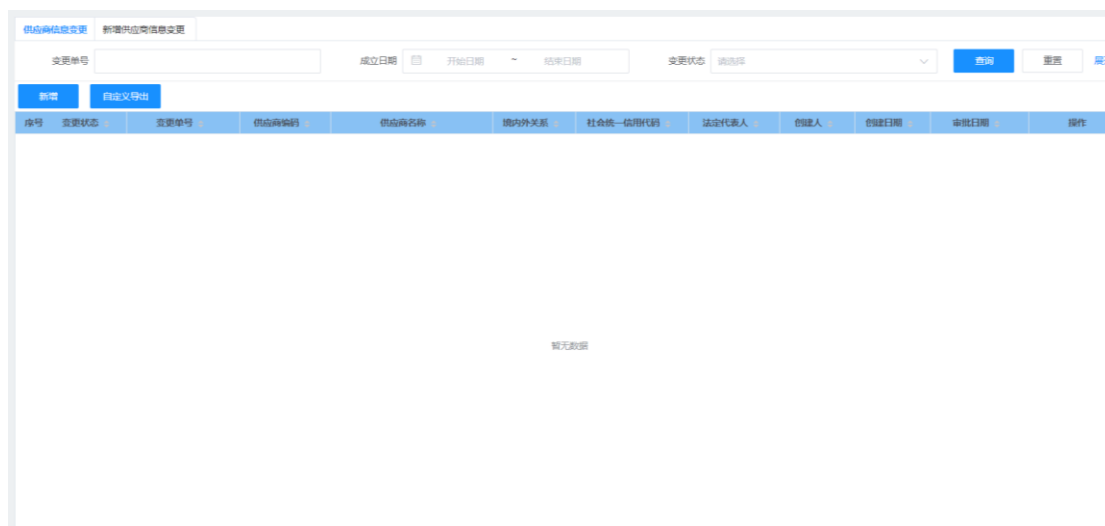 供应商信息变更 新增供应商信息变更
变更单号 成立日期 开始日期 ~ 结束日期 变更状态 请选择 查询 重置 展
新增 自定义导出
序号 变更状态 变更单号 供应商编码 供应商名称 境内外关系 社会统一信用代码 法定代表人 创建人 创建日期 审批日期 操作
暂无数据